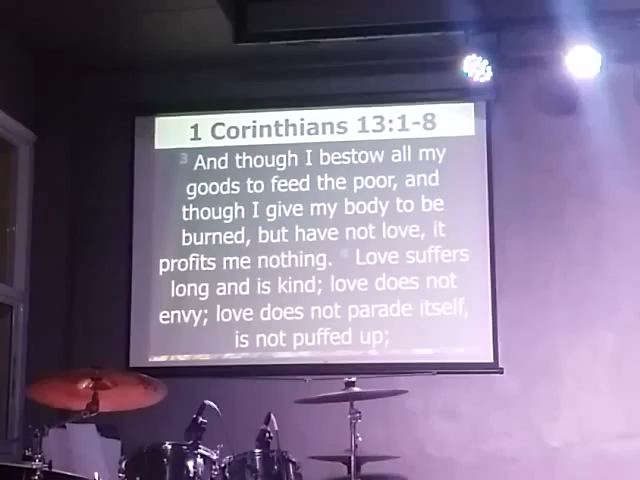 1 Corinthians 13:1-8
3 And though I bestow all my
goods to feed the poor, and
though I give my body to be
burned, but have not love, it
profits me nothing. Love suffers
long and is kind; love does not
envy; love does not parade itself,
is not puffed up;